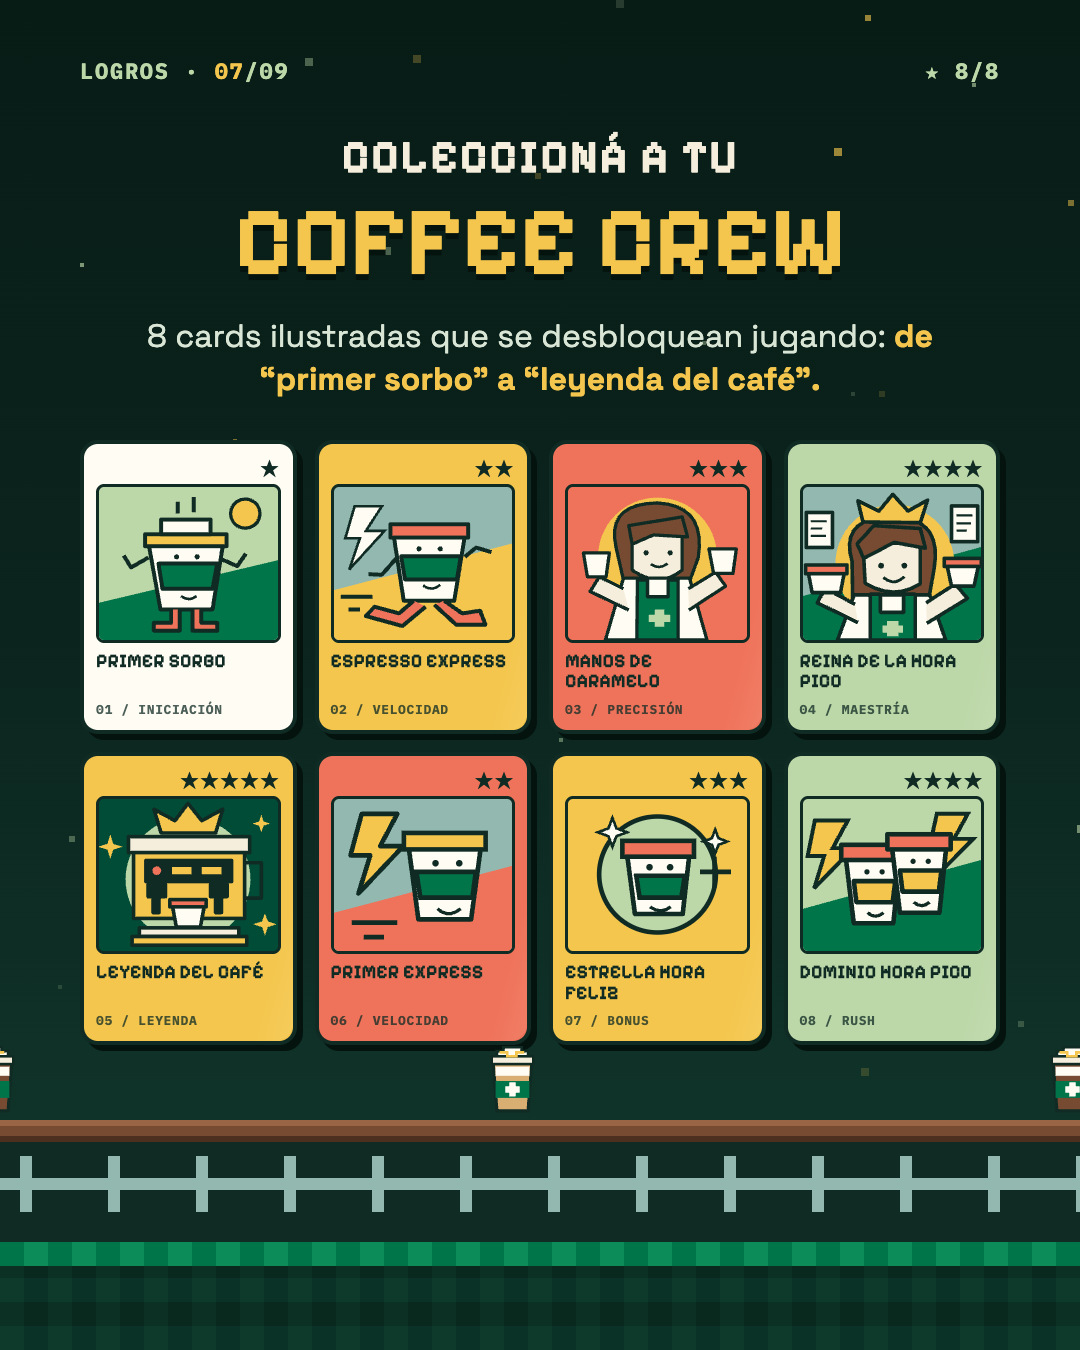 LOGROS · 07/09
★ 8/8
COLECCIONÁ A TU
COFFEE CREW
8 cards ilustradas que se desbloquean jugando: de
“primer sorbo” a “leyenda del café”.
★
PRIMER SORBO
01 / INICIACIÓN
★★
ESPRESSO EXPRESS
02 / VELOCIDAD
★★★
MANOS DE
CARAMELO
03 / PRECISIÓN
★★★★
REINA DE LA HORA
PICO
04 / MAESTRÍA
★★★★★
LEYENDA DEL CAFÉ
05 / LEYENDA
★★
PRIMER EXPRESS
06 / VELOCIDAD
★★★
ESTRELLA HORA
FELIZ
07 / BONUS
★★★★
DOMINIO HORA PICO
08 / RUSH